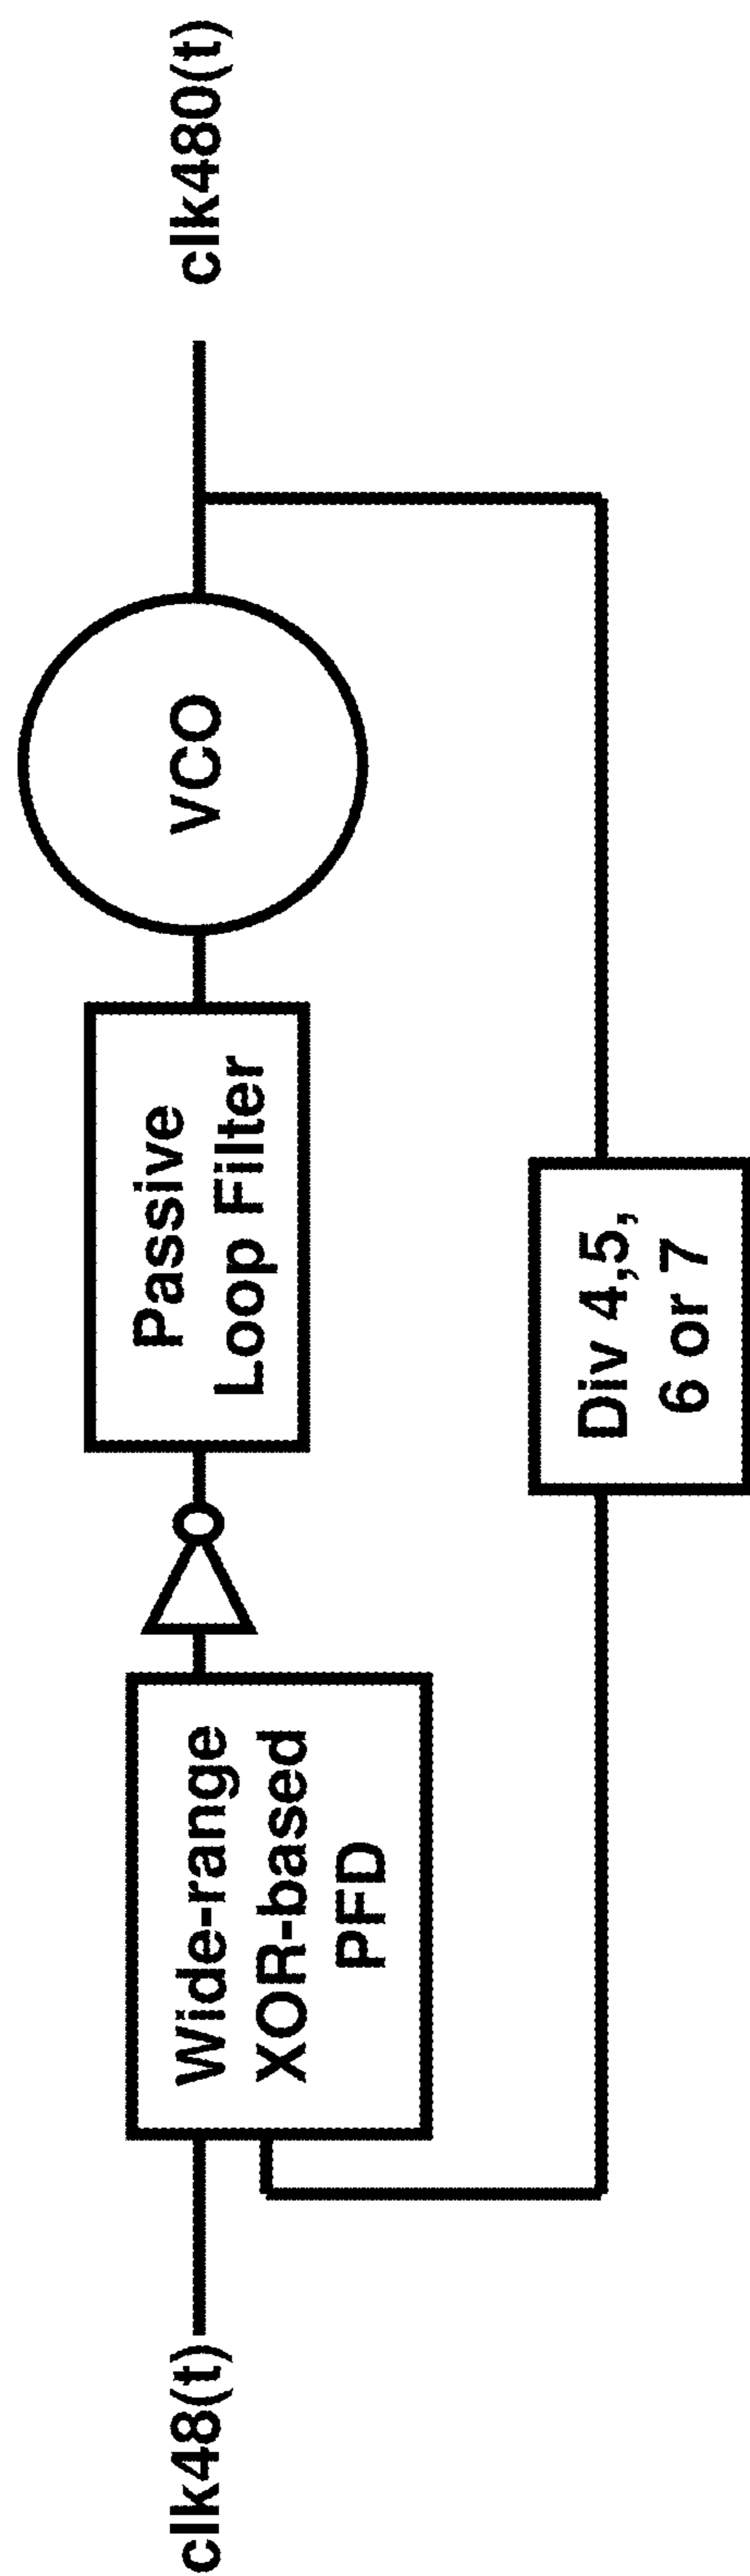 clk48(t)
Wide-range
XOR-based
PFD
Passive
Loop Filter
VCO
clk480(t)
Div 4,5,
6 or 7